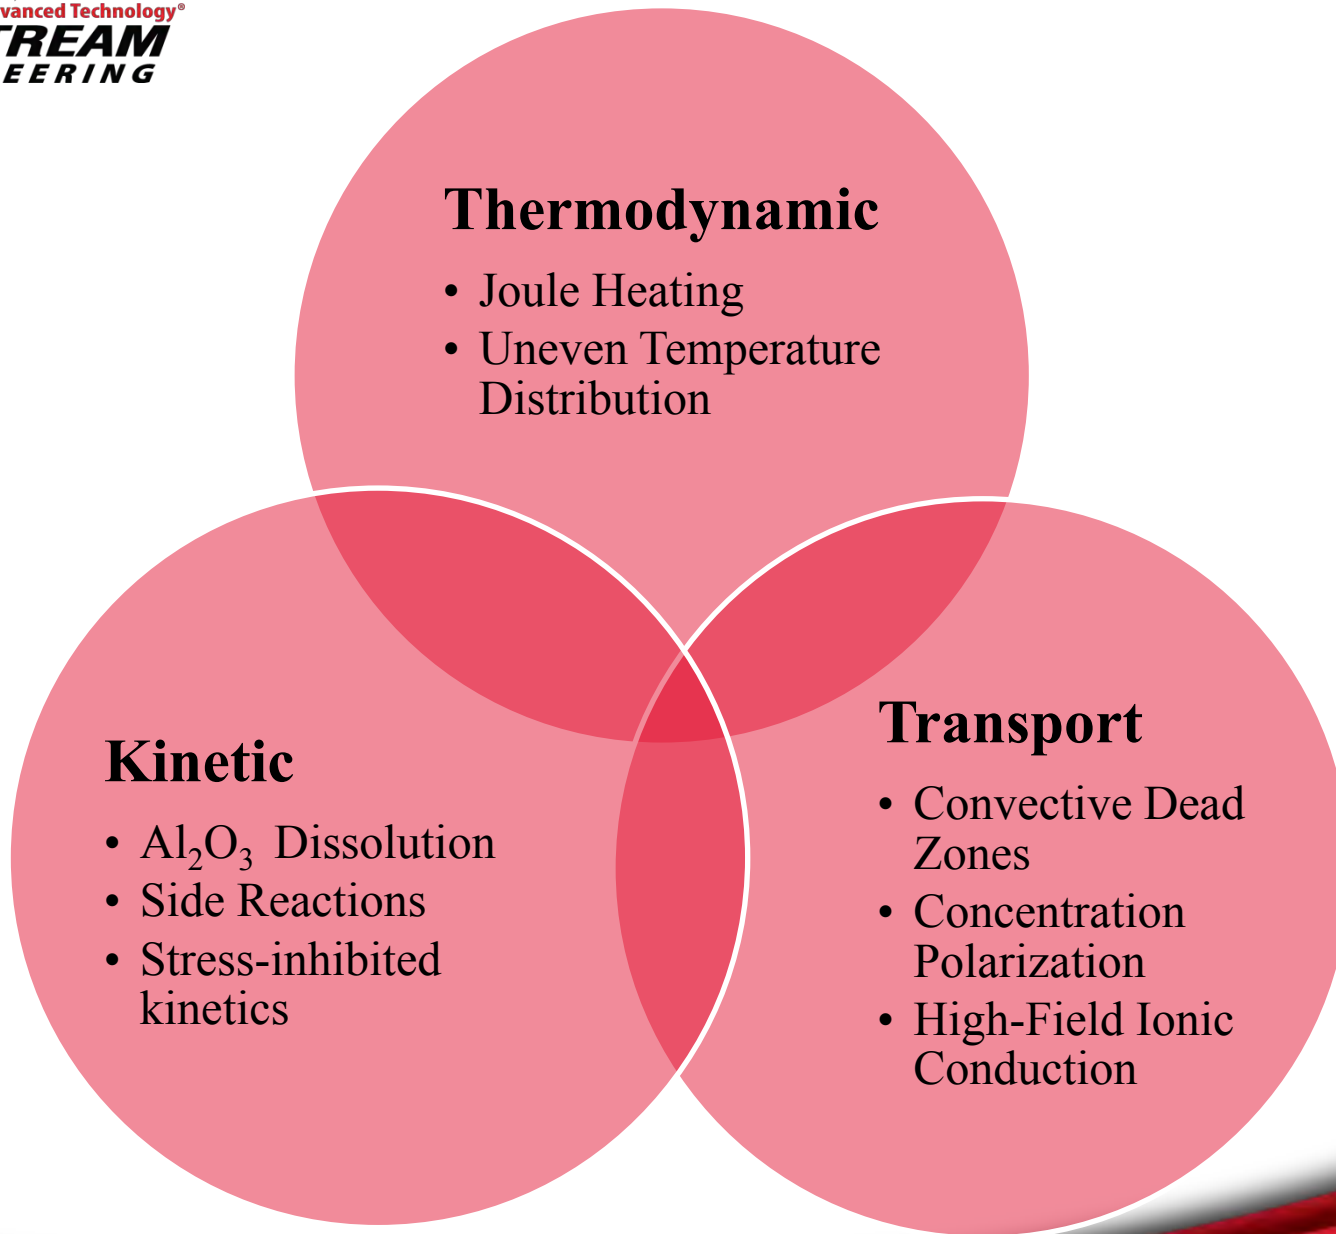 vanced Technology®
TREAM
EERING
Thermodynamic
• Joule Heating
• Uneven Temperature
Distribution
Kinetic
• Al₂O₃ Dissolution
• Side Reactions
• Stress-inhibited
kinetics
Transport
• Convective Dead
Zones
• Concentration
Polarization
• High-Field Ionic
Conduction